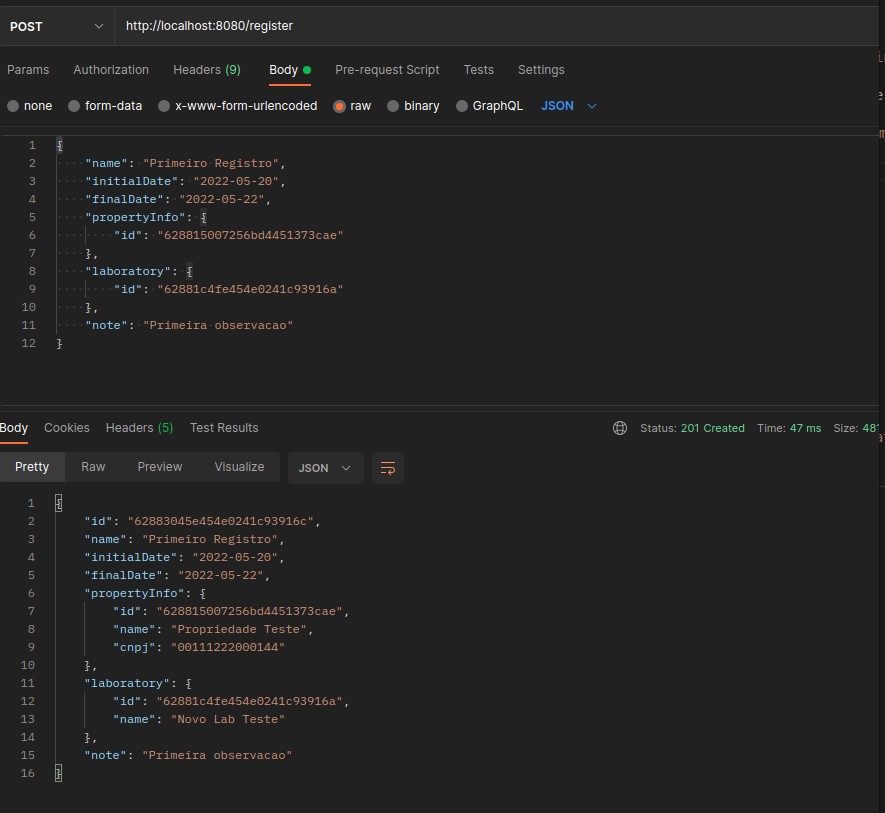 POST http://localhost:8080/register
Params Authorization Headers (9) Body Pre-request Script Tests Settings
none form-data x-www-form-urlencoded raw binary GraphQL JSON
1 {
2 "name": "Primeiro Registro",
3 "initialDate": "2022-05-20",
4 "finalDate": "2022-05-22",
5 "propertyInfo": {
6 "id": "628815007256bd4451373cae"
7 },
8 "laboratory": {
9 "id": "62881c4fe454e0241c93916a"
10 },
11 "note": "Primeira observacao"
12 }
Body Cookies Headers (5) Test Results Status: 201 Created Time: 47 ms Size: 481
Pretty Raw Preview Visualize JSON
1 {
2 "id": "62883045e454e0241c93916c",
3 "name": "Primeiro Registro",
4 "initialDate": "2022-05-20",
5 "finalDate": "2022-05-22",
6 "propertyInfo": {
7 "id": "628815007256bd4451373cae",
8 "name": "Propriedade Teste",
9 "cnpj": "00111222000144"
10 },
11 "laboratory": {
12 "id": "62881c4fe454e0241c93916a",
13 "name": "Novo Lab Teste"
14 },
15 "note": "Primeira observacao"
16 }